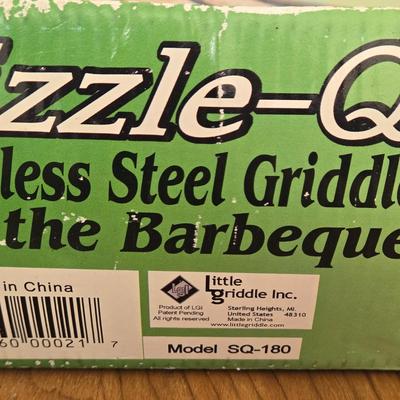 izzle-Q
less Steel Griddle
the Barbeque
in China
60 00021 7
LGI
Product of LGI
Patent Pending
All rights reserved
Little
griddle Inc.
Sterling Heights, MI.
United States 48310
Made in China
www.littlegriddle.com
Model SQ-180